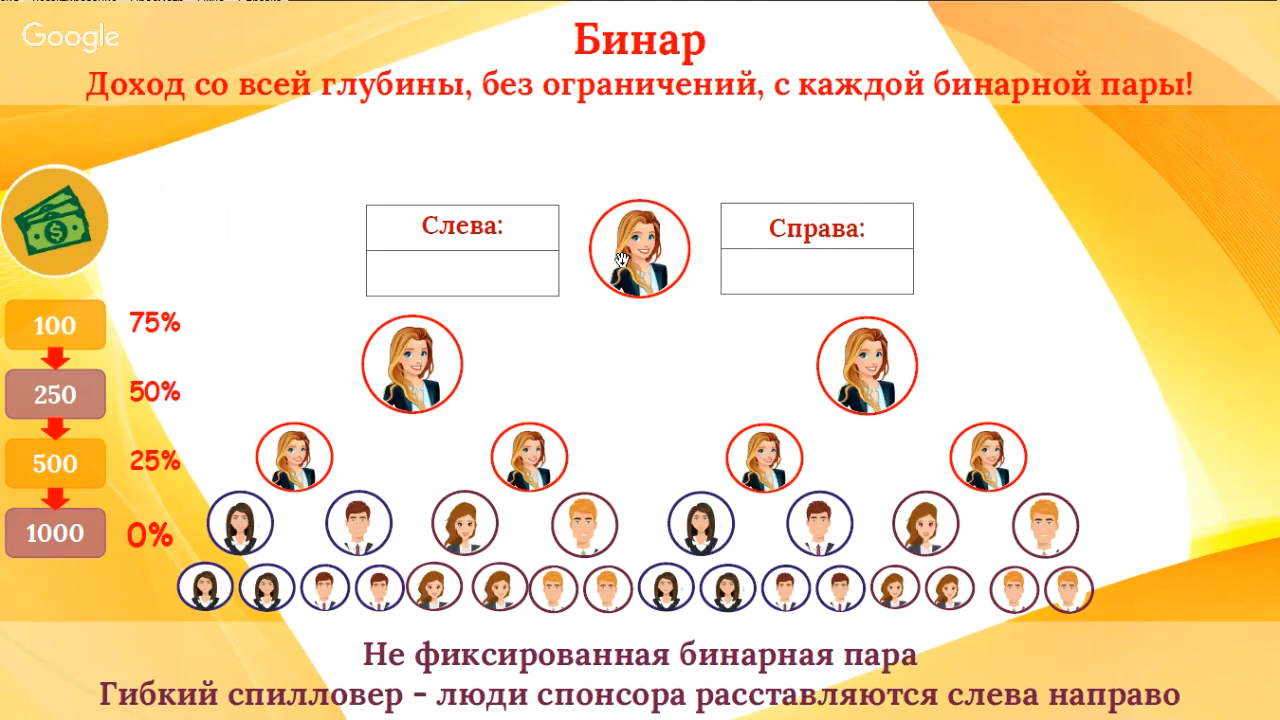 Google
Бинар
Доход со всей глубины, без ограничений, с каждой бинарной пары!
Слева:
Справа:
100 75%
250 50%
500 25%
1000 0%
Не фиксированная бинарная пара
Гибкий спилловер - люди спонсора расставляются слева направо